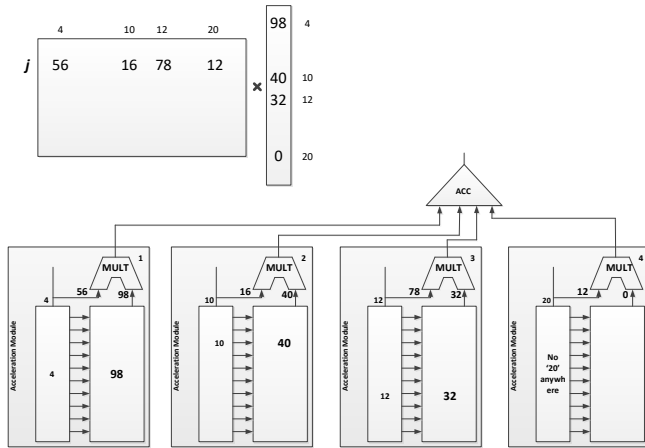 4 10 12 20
98 4
j 56 16 78 12
40 10
× 32 12
0 20
ACC
Acceleration Module
MULT 1
56 98
4
4
98
Acceleration Module
MULT 2
16 40
10
10
40
Acceleration Module
MULT 3
78 32
12
12
32
Acceleration Module
MULT 4
12 0
20
No
'20'
anywh
ere